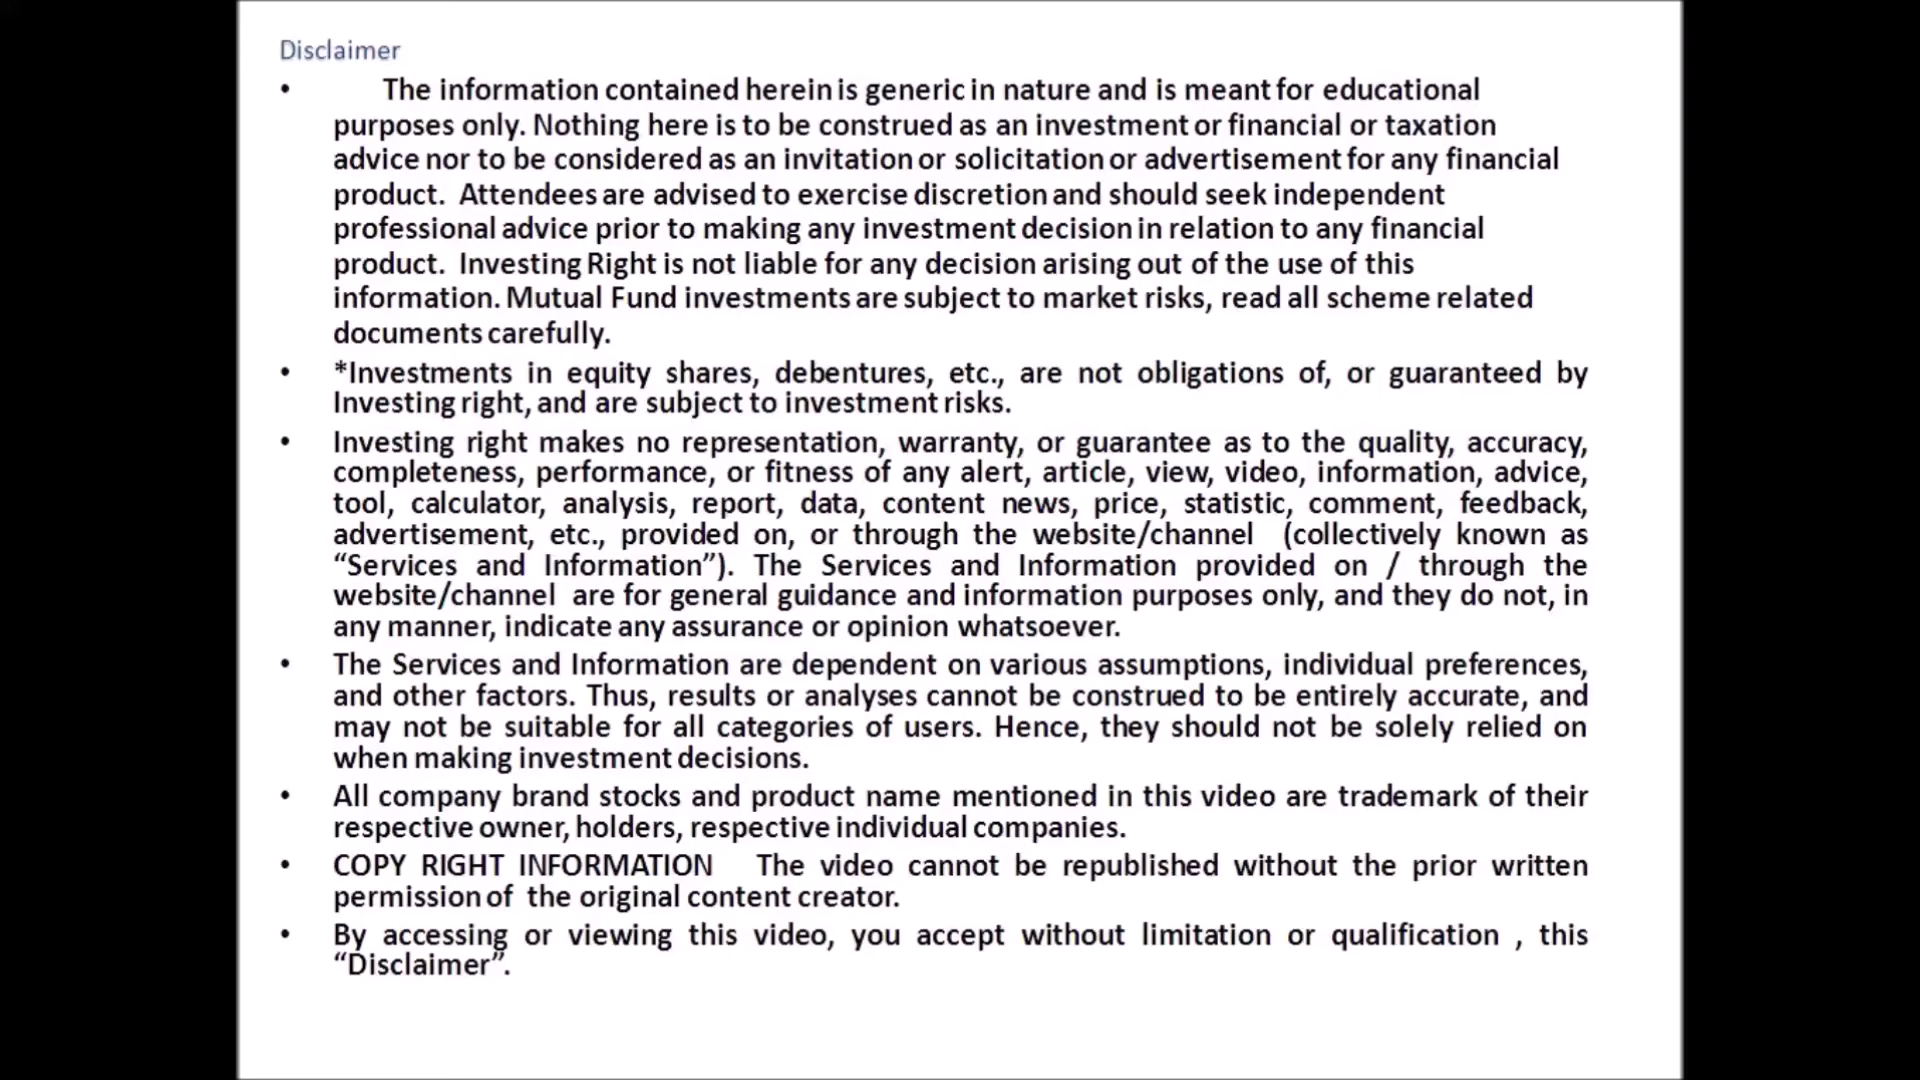 Disclaimer
• The information contained herein is generic in nature and is meant for educational
purposes only. Nothing here is to be construed as an investment or financial or taxation
advice nor to be considered as an invitation or solicitation or advertisement for any financial
product. Attendees are advised to exercise discretion and should seek independent
professional advice prior to making any investment decision in relation to any financial
product. Investing Right is not liable for any decision arising out of the use of this
information. Mutual Fund investments are subject to market risks, read all scheme related
documents carefully.
• *Investments in equity shares, debentures, etc., are not obligations of, or guaranteed by
Investing right, and are subject to investment risks.
• Investing right makes no representation, warranty, or guarantee as to the quality, accuracy,
completeness, performance, or fitness of any alert, article, view, video, information, advice,
tool, calculator, analysis, report, data, content news, price, statistic, comment, feedback,
advertisement, etc., provided on, or through the website/channel (collectively known as
“Services and Information”). The Services and Information provided on / through the
website/channel are for general guidance and information purposes only, and they do not, in
any manner, indicate any assurance or opinion whatsoever.
• The Services and Information are dependent on various assumptions, individual preferences,
and other factors. Thus, results or analyses cannot be construed to be entirely accurate, and
may not be suitable for all categories of users. Hence, they should not be solely relied on
when making investment decisions.
• All company brand stocks and product name mentioned in this video are trademark of their
respective owner, holders, respective individual companies.
• COPY RIGHT INFORMATION The video cannot be republished without the prior written
permission of the original content creator.
• By accessing or viewing this video, you accept without limitation or qualification , this
“Disclaimer”.